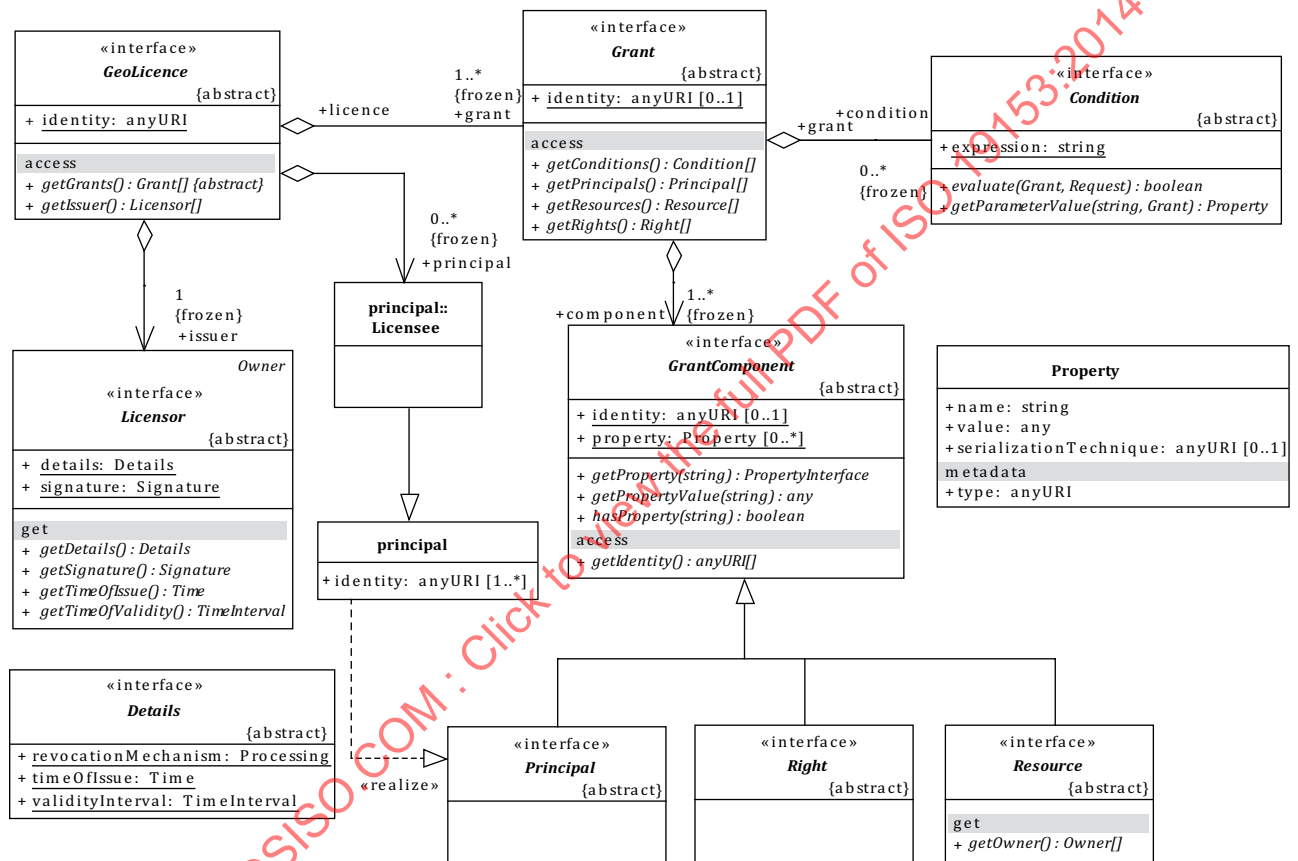 «interface»
GeoLicence
{abstract}
+ identity: anyURI
access
+ getGrants() : Grant[] {abstract}
+ getIssuer() : Licensor[]
+licence
1..*
{frozen}
+grant
«interface»
Grant
{abstract}
+ identity: anyURI [0..1]
access
+ getConditions() : Condition[]
+ getPrincipals() : Principal[]
+ getResources() : Resource[]
+ getRights() : Right[]
+grant
+condition
0..*
{frozen}
«interface»
Condition
{abstract}
+ expression: string
+ evaluate(Grant, Request) : boolean
+ getParameterValue(string, Grant) : Property
0..*
{frozen}
+principal
principal::
Licensee
1
{frozen}
+issuer
Owner
«interface»
Licensor
{abstract}
+ details: Details
+ signature: Signature
get
+ getDetails() : Details
+ getSignature() : Signature
+ getTimeOfIssue() : Time
+ getTimeOfValidity() : TimeInterval
+component
1..*
{frozen}
«interface»
GrantComponent
{abstract}
+ identity: anyURI [0..1]
+ property: Property [0..*]
+ getProperty(string) : PropertyInterface
+ getPropertyValue(string) : any
+ hasProperty(string) : boolean
access
+ getIdentity() : anyURI[]
Property
+name: string
+value: any
+serializationTechnique: anyURI [0..1]
metadata
+type: anyURI
principal
+identity: anyURI [1..*]
«interface»
Details
{abstract}
+ revocationMechanism: Processing
+ timeOfIssue: Time
+ validityInterval: TimeInterval
«realize»
«interface»
Principal
{abstract}
«interface»
Right
{abstract}
«interface»
Resource
{abstract}
get
+ getOwner() : Owner[]
OSISO.COM : Click to view the full PDF of ISO 19153:2014